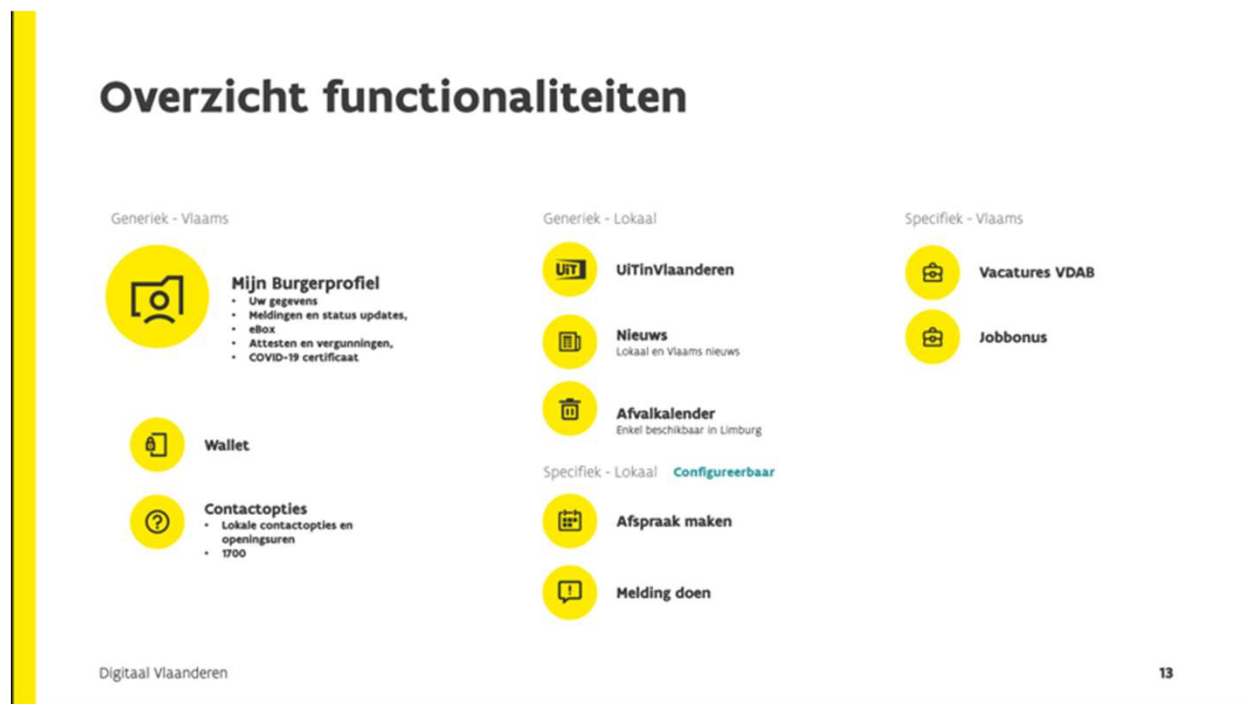 Overzicht functionaliteiten
Generiek - Vlaams
Mijn Burgerprofiel
• Uw gegevens
• Meldingen en status updates,
• eBox
• Attesten en vergunningen,
• COVID-19 certificaat
Wallet
Contactopties
• Lokale contactopties en
openingsuren
• 1700
Generiek - Lokaal
UiT
UiTinVlaanderen
Nieuws
Lokaal en Vlaams nieuws
Afvalkalender
Enkel beschikbaar in Limburg
Specifiek - Lokaal Configureerbaar
Afspraak maken
Melding doen
Specifiek - Vlaams
Vacatures VDAB
Jobbonus
Digitaal Vlaanderen
13